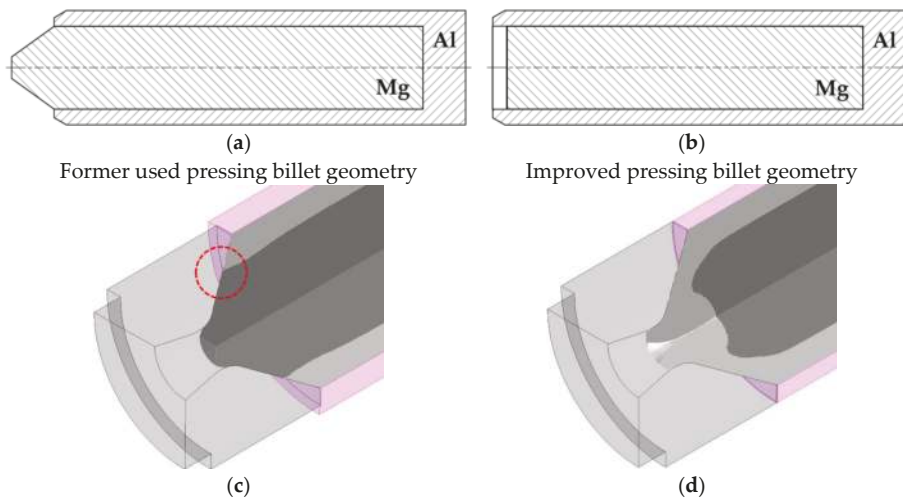 Al
Mg
Al
Mg
(a)
(b)
Former used pressing billet geometry
Improved pressing billet geometry
(c)
(d)